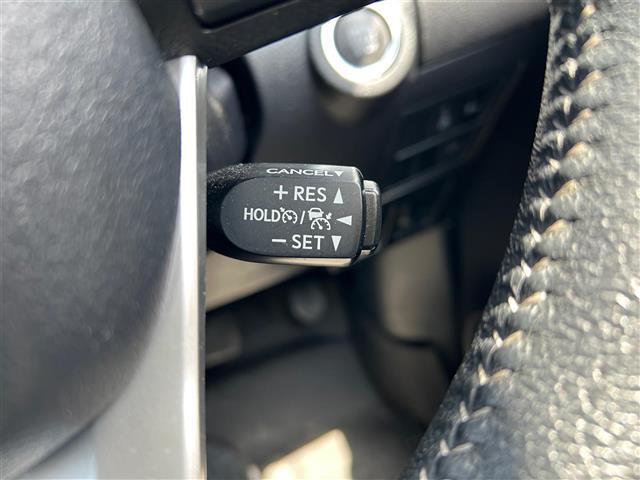 CANCEL▼
+ RES ▲
HOLD / ◀
− SET ▼